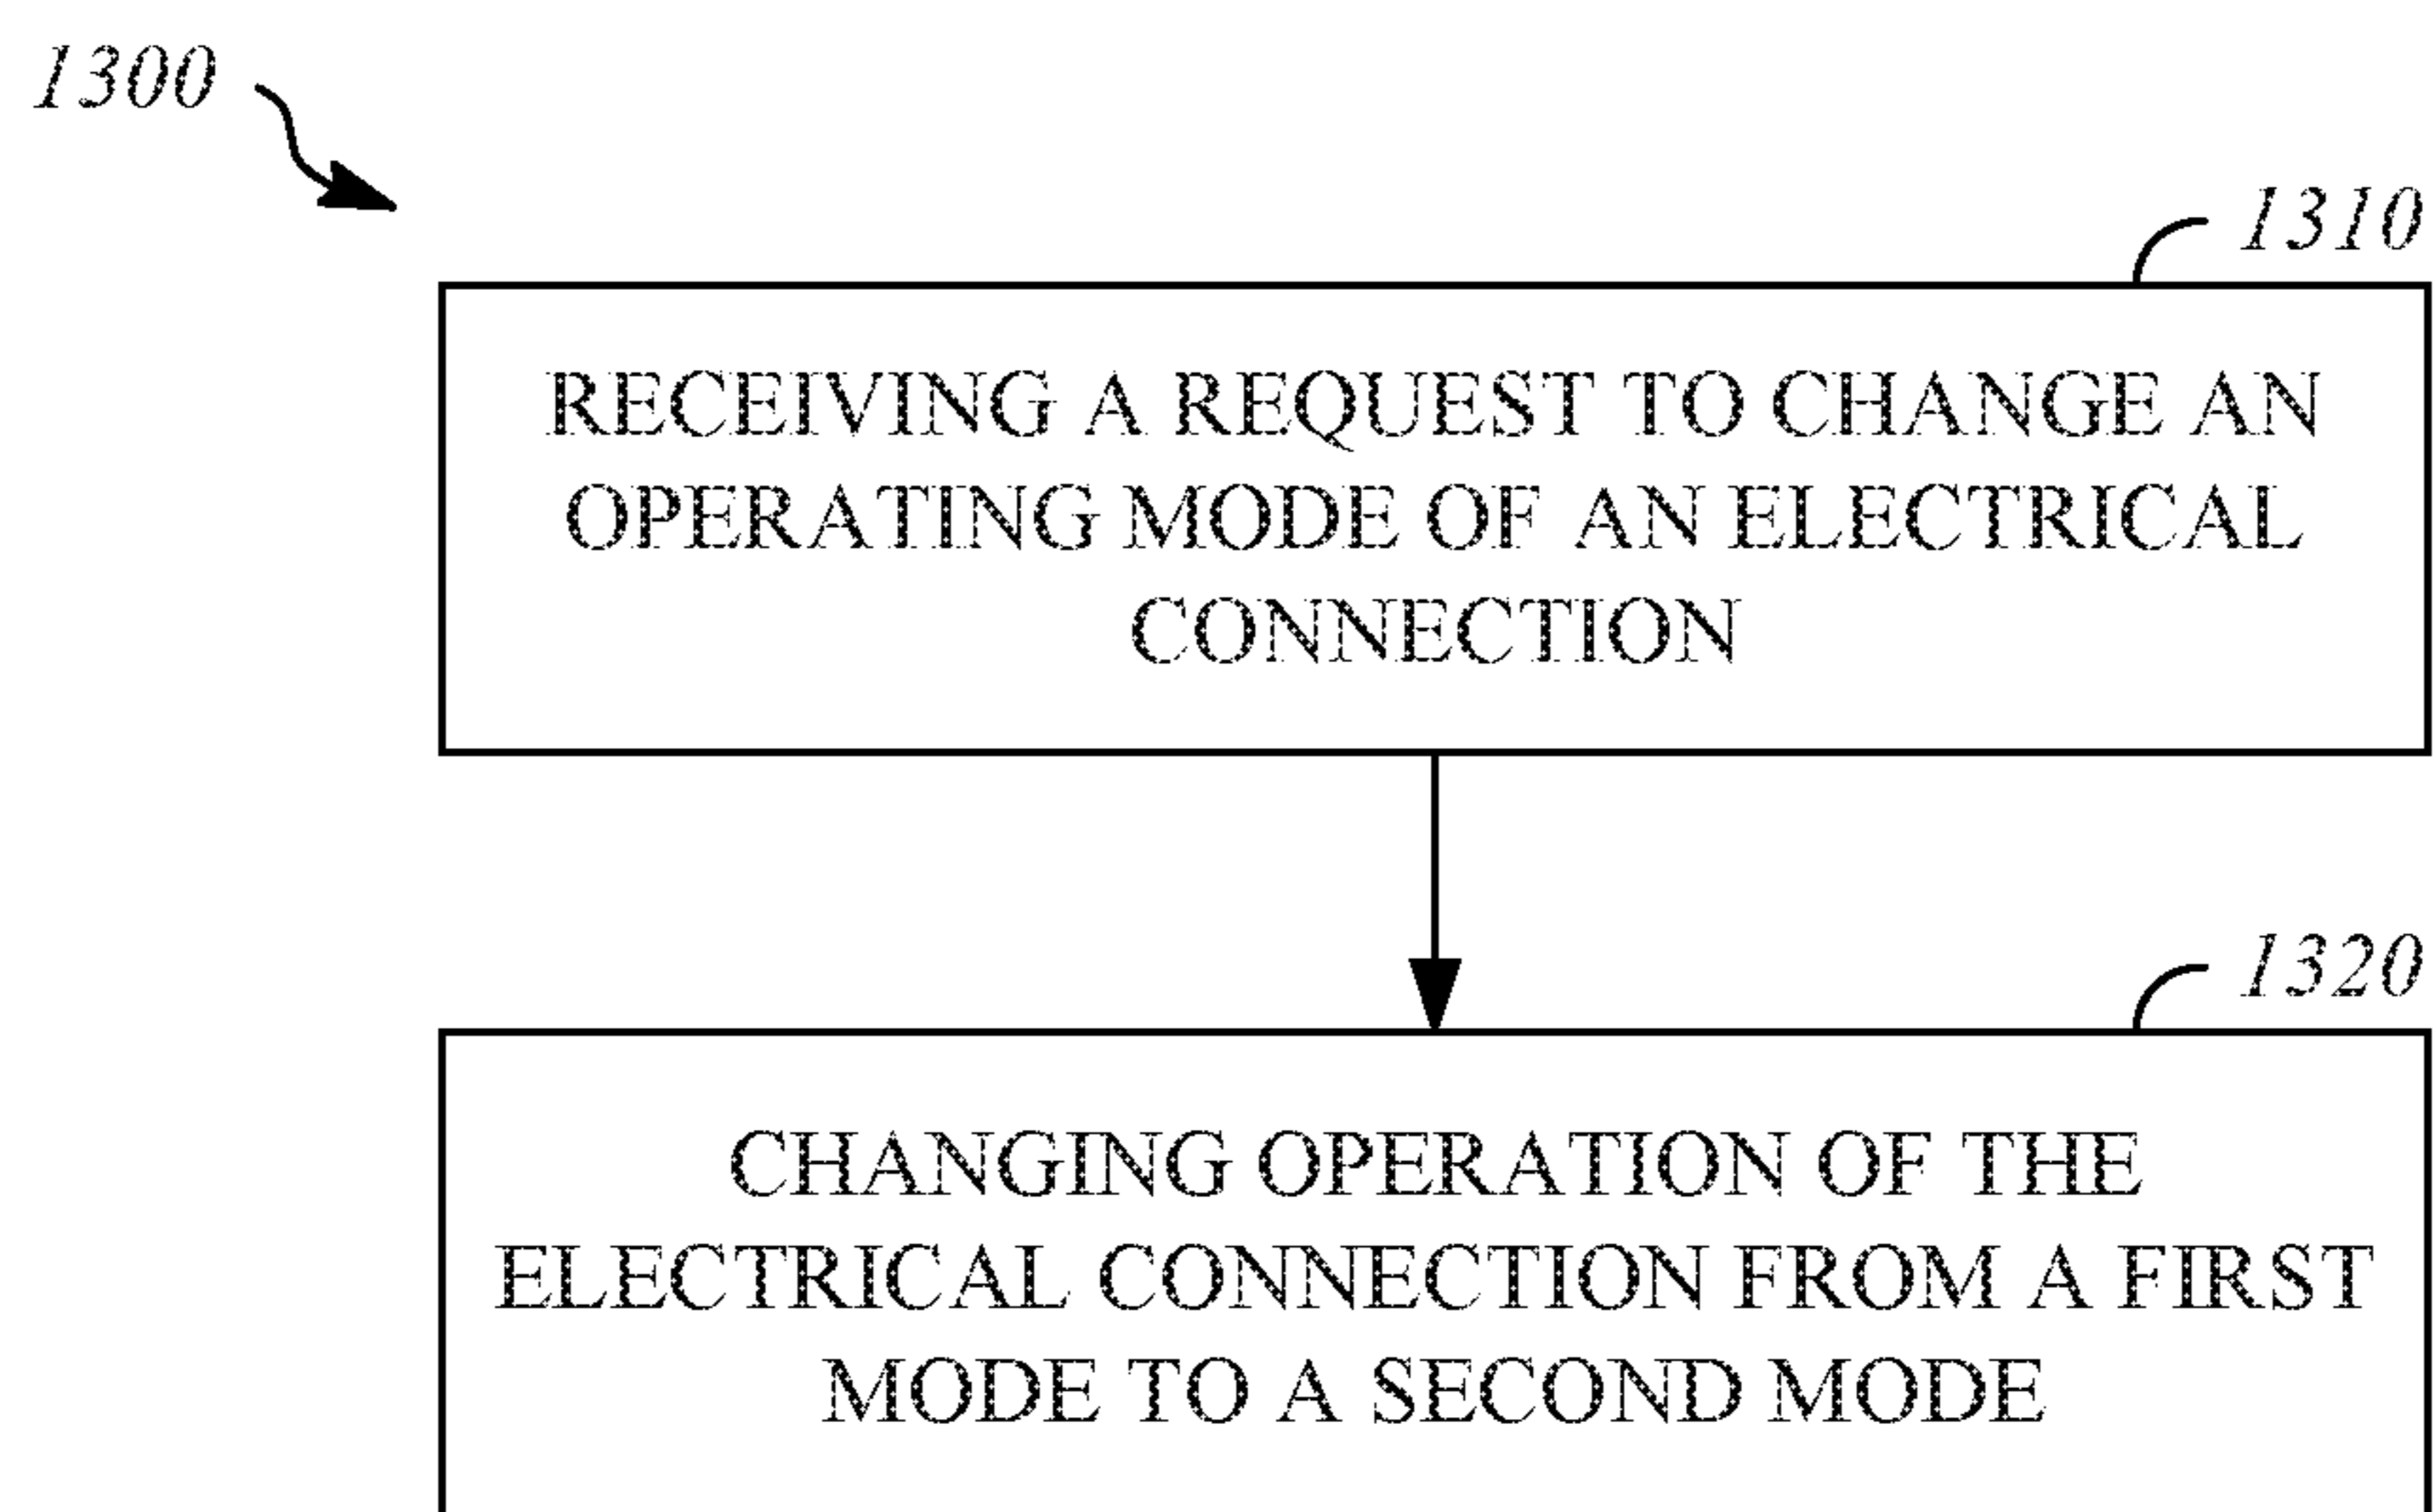 1300
1310
RECEIVING A REQUEST TO CHANGE AN
OPERATING MODE OF AN ELECTRICAL
CONNECTION
1320
CHANGING OPERATION OF THE
ELECTRICAL CONNECTION FROM A FIRST
MODE TO A SECOND MODE